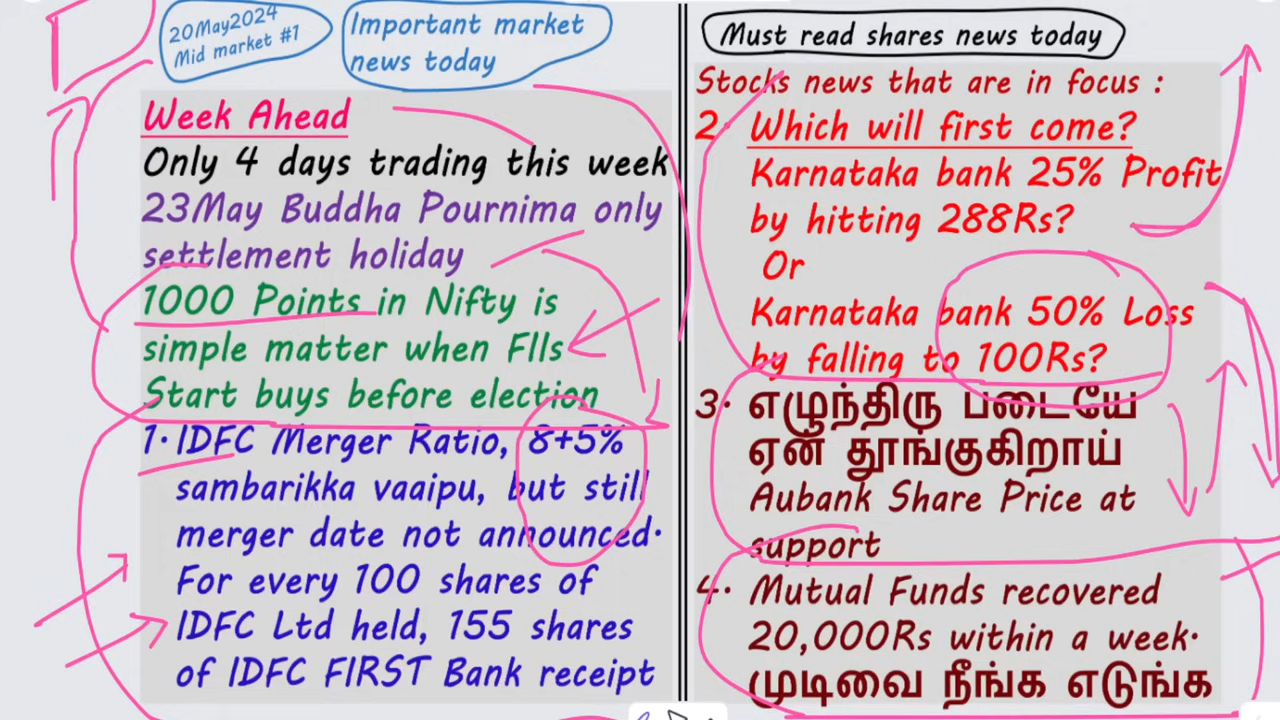 20May2024
Mid market #1
Important market
news today
Week Ahead
Only 4 days trading this week
23May Buddha Pournima only
settlement holiday
1000 Points in Nifty is
simple matter when FIIs
Start buys before election
1. IDFC Merger Ratio, 8+5%
sambarikka vaaipu, but still
merger date not announced.
For every 100 shares of
IDFC Ltd held, 155 shares
of IDFC FIRST Bank receipt
Must read shares news today
Stocks news that are in focus :
2. Which will first come?
Karnataka bank 25% Profit
by hitting 288Rs?
Or
Karnataka bank 50% Loss
by falling to 100Rs?
3. எழுந்திரு படையே
ஏன் தூங்குகிறாய்
Aubank Share Price at
support
4. Mutual Funds recovered
20,000Rs within a week.
முடிவை நீங்க எடுங்க